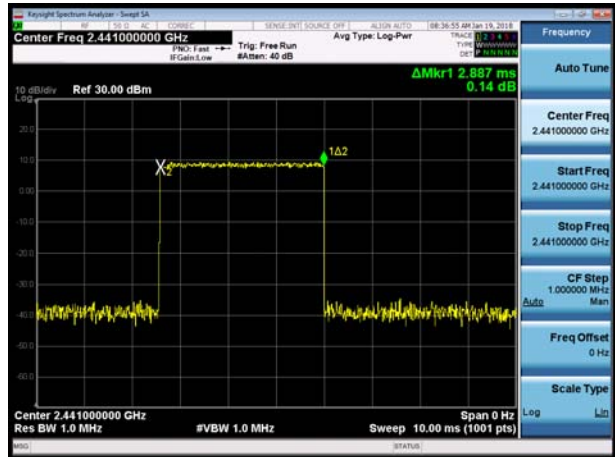 Keysight Spectrum Analyzer - Swept SA
RF 50 Ω AC CORREC SENSE:INT SOURCE OFF ALIGN AUTO 08:36:55 AM Jan 19, 2018
Center Freq 2.441000000 GHz
PNO: Fast
IFGain:Low
Trig: Free Run
#Atten: 40 dB
Avg Type: Log-Pwr
TRACE 1 2 3 4 5 6
TYPE WWWWWW
DET P NNNNN
ΔMkr1 2.887 ms
0.14 dB
10 dB/div Ref 30.00 dBm
Log
20.0
10.0
0.00
-10.0
-20.0
-30.0
-40.0
-50.0
-60.0
X2
1Δ2
Center 2.441000000 GHz
Span 0 Hz
Res BW 1.0 MHz
#VBW 1.0 MHz
Sweep 10.00 ms (1001 pts)
MSG
STATUS
Frequency
Auto Tune
Center Freq
2.441000000 GHz
Start Freq
2.441000000 GHz
Stop Freq
2.441000000 GHz
CF Step
1.000000 MHz
Auto Man
Freq Offset
0 Hz
Scale Type
Log Lin